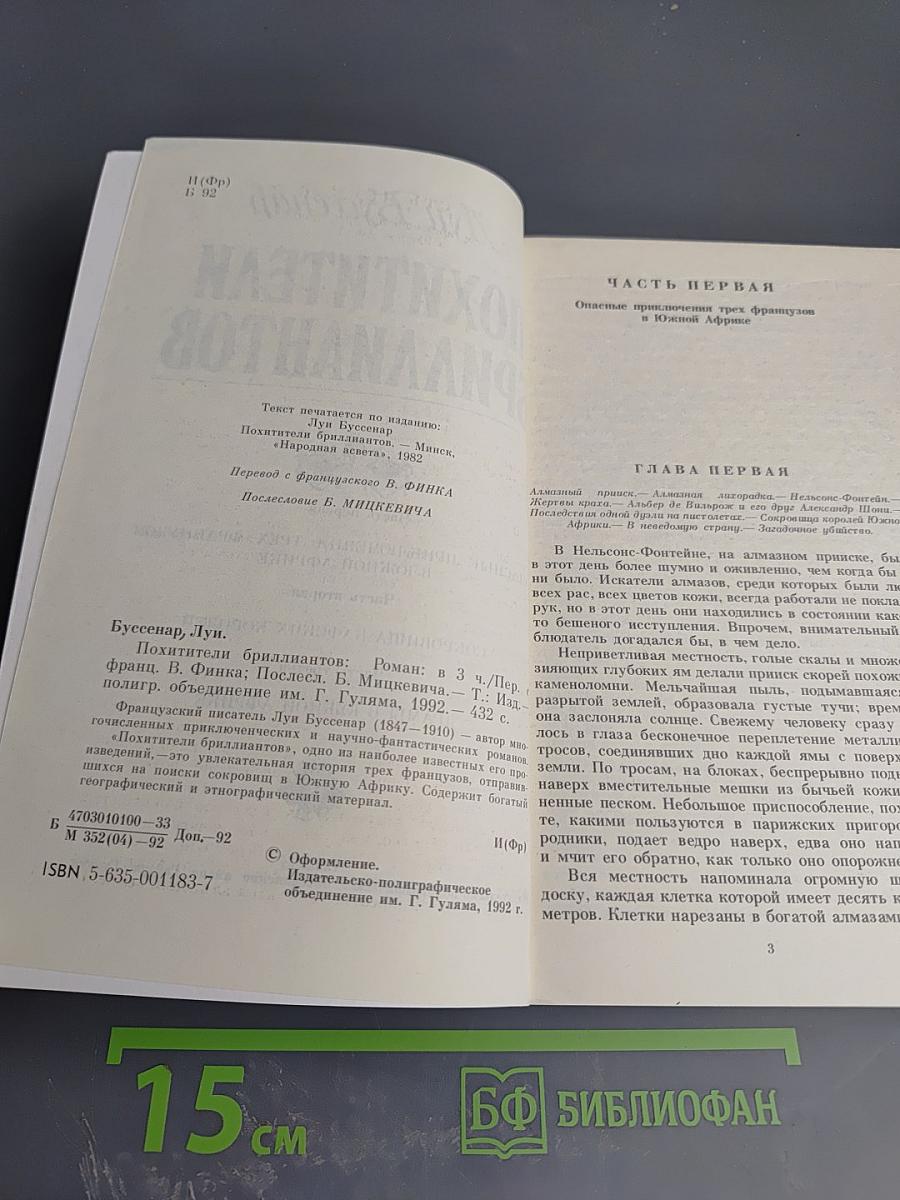 И(Фр)
Б 92
Текст печатается по изданию:
Луи Буссенар
Похитители бриллиантов. — Минск,
«Народная асвета», 1982
Перевод с французского В. ФИНКА
Послесловие Б. МИЦКЕВИЧА
Буссенар, Луи.
Похитители бриллиантов: Роман: в 3 ч./Пер. с
франц. В. Финка; Послесл. Б. Мицкевича.— Т.: Изд.-
полигр. объединение им. Г. Гуляма, 1992.— 432 с.
Французский писатель Луи Буссенар (1847—1910) — автор мно-
гочисленных приключенческих и научно-фантастических романов.
«Похитители бриллиантов», одно из наиболее известных его про-
изведений,—это увлекательная история трех французов, отправив-
шихся на поиски сокровищ в Южную Африку. Содержит богатый
географический и этнографический материал.
Б 4703010100—33
М 352(04)—92 Доп.—92
И(Фр)
© Оформление.
Издательско-полиграфическое
объединение им. Г. Гуляма, 1992 г.
ISBN 5-635-001183-7
ЧАСТЬ ПЕРВАЯ
Опасные приключения трех французов
в Южной Африке
ГЛАВА ПЕРВАЯ
Алмазный прииск.— Алмазная лихорадка.— Нельсонс-Фонтейн.—
Жертвы краха.— Альбер де Вильрож и его друг Александр Шони.—
Последствия одной дуэли на пистолетах.— Сокровища королей Южно
Африки.— В неведомую страну.— Загадочное убийство.
В Нельсонс-Фонтейне, на алмазном прииске, бы
в этот день более шумно и оживленно, чем когда бы
ни было. Искатели алмазов, среди которых были лю
всех рас, всех цветов кожи, всегда работали не покла
рук, но в этот день они находились в состоянии како
то бешеного исступления. Впрочем, внимательный
блюдатель догадался бы, в чем дело.
Неприветливая местность, голые скалы и множе
зияющих глубоких ям делали прииск скорей похожи
каменоломни. Мельчайшая пыль, подымавшаяс
разрытой землей, образовала густые тучи; врем
она заслоняла солнце. Свежему человеку сразу
лось в глаза бесконечное переплетение металли
тросов, соединявших дно каждой ямы с поверх
земли. По тросам, на блоках, беспрерывно подн
наверх вместительные мешки из бычьей кожи
ненные песком. Небольшое приспособление, пох
те, какими пользуются в парижских пригоро
родники, подает ведро наверх, едва оно нап
и мчит его обратно, как только оно опорожне
Вся местность напоминала огромную ш
доску, каждая клетка которой имеет десять к
метров. Клетки нарезаны в богатой алмазами
3
15 см
БФ БИБЛИОФАН